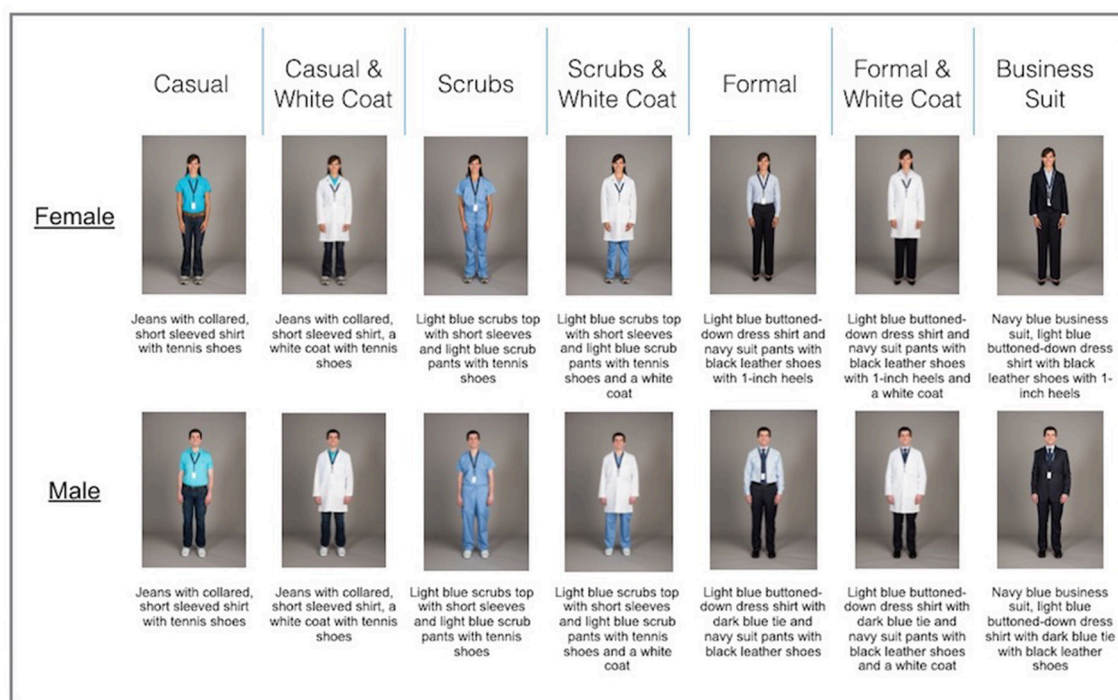 Casual
Casual &
White Coat
Scrubs
Scrubs &
White Coat
Formal
Formal &
White Coat
Business
Suit
Female
Jeans with collared,
short sleeved shirt
with tennis shoes
Jeans with collared,
short sleeved shirt, a
white coat with tennis
shoes
Light blue scrubs top
with short sleeves
and light blue scrub
pants with tennis
shoes
Light blue scrubs top
with short sleeves
and light blue scrub
pants with tennis
shoes and a white
coat
Light blue buttoned-
down dress shirt and
navy suit pants with
black leather shoes
with 1-inch heels
Light blue buttoned-
down dress shirt and
navy suit pants with
black leather shoes
with 1-inch heels and
a white coat
Navy blue business
suit, light blue
buttoned-down dress
shirt with black
leather shoes with 1-
inch heels
Male
Jeans with collared,
short sleeved shirt
with tennis shoes
Jeans with collared,
short sleeved shirt, a
white coat with tennis
shoes
Light blue scrubs top
with short sleeves
and light blue scrub
pants with tennis
shoes
Light blue scrubs top
with short sleeves
and light blue scrub
pants with tennis
shoes and a white
coat
Light blue buttoned-
down dress shirt with
dark blue tie and
navy suit pants with
black leather shoes
Light blue buttoned-
down dress shirt with
dark blue tie and
navy suit pants with
black leather shoes
and a white coat
Navy blue business
suit, light blue
buttoned-down dress
shirt with dark blue tie
with black leather
shoes